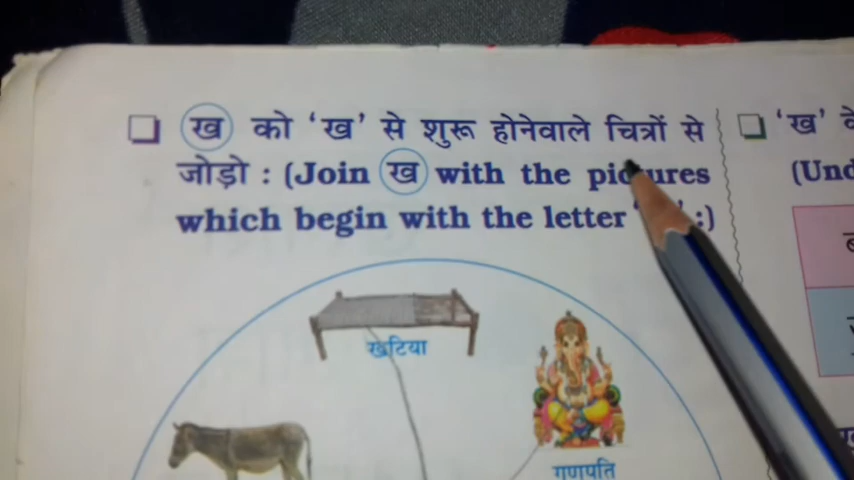 ख को 'ख' से शुरू होनेवाले चित्रों से
जोड़ो : (Join ख with the pictures
which begin with the letter ' ' :)
खटिया
गणपति
'ख'
(Und